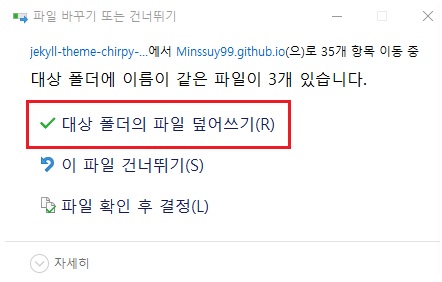 파일 바꾸기 또는 건너뛰기
jekyll-theme-chirpy-...에서 Minssuy99.github.io(으)로 35개 항목 이동 중
대상 폴더에 이름이 같은 파일이 3개 있습니다.
대상 폴더의 파일 덮어쓰기(R)
이 파일 건너뛰기(S)
파일 확인 후 결정(L)
자세히